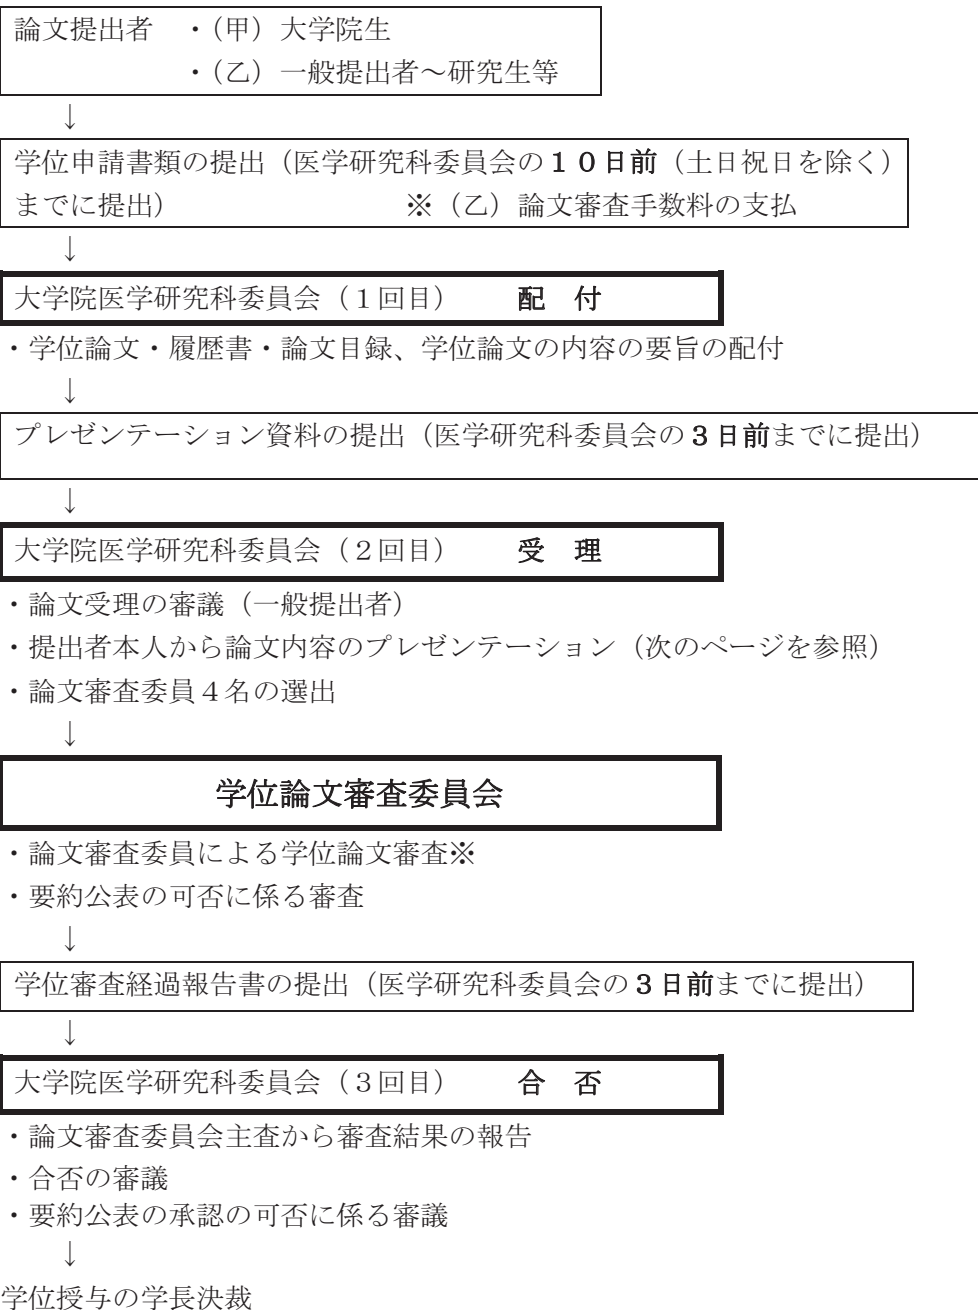 論文提出者　・（甲）大学院生
・（乙）一般提出者～研究生等
↓
学位申請書類の提出（医学研究科委員会の１０日前（土日祝日を除く）
までに提出）　※（乙）論文審査手数料の支払
↓
大学院医学研究科委員会（１回目）　配　付
・学位論文・履歴書・論文目録、学位論文の内容の要旨の配付
↓
プレゼンテーション資料の提出（医学研究科委員会の３日前までに提出）
↓
大学院医学研究科委員会（２回目）　受　理
・論文受理の審議（一般提出者）
・提出者本人から論文内容のプレゼンテーション（次のページを参照）
・論文審査委員４名の選出
↓
学位論文審査委員会
・論文審査委員による学位論文審査※
・要約公表の可否に係る審査
↓
学位審査経過報告書の提出（医学研究科委員会の３日前までに提出）
↓
大学院医学研究科委員会（３回目）　合　否
・論文審査委員会主査から審査結果の報告
・合否の審議
・要約公表の承認の可否に係る審議
↓
学位授与の学長決裁